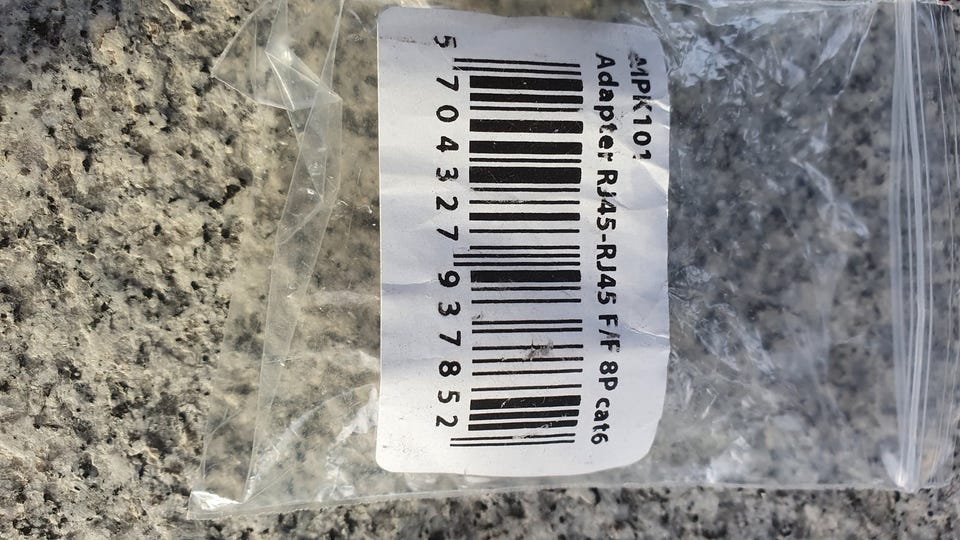 MPK101
Adapter RJ45-RJ45 F/F 8P cat6
5 704327 937852